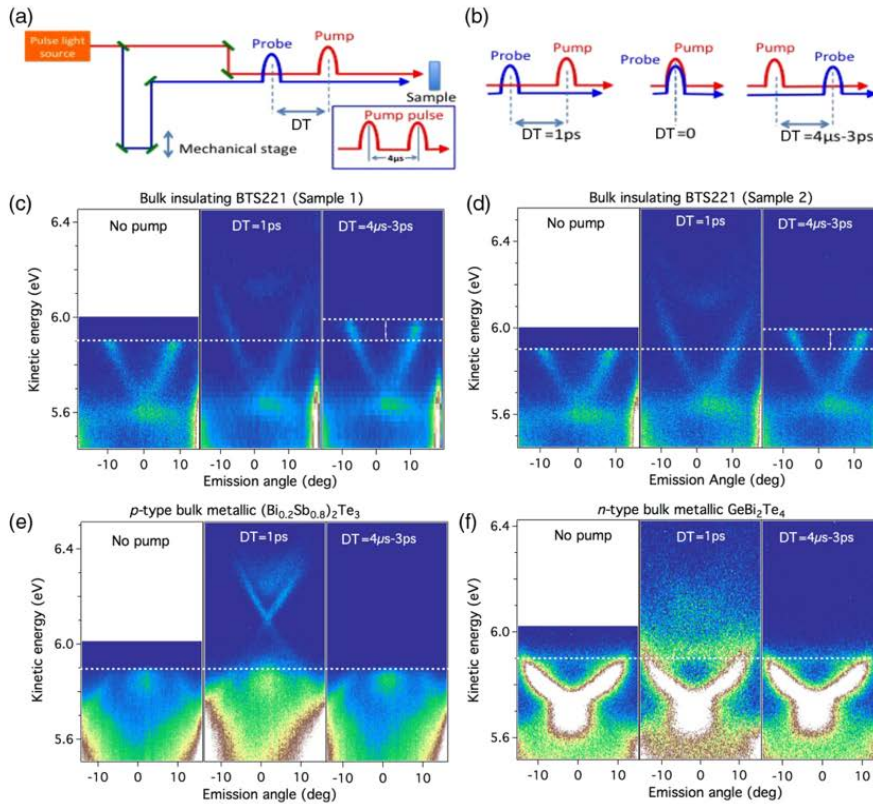 (a)
Pulse light
source
Probe
Pump
DT
Sample
Mechanical stage
Pump pulse
4μs
(b)
Probe
Pump
DT=1ps
Pump
Probe
DT=0
Pump
Probe
DT=4μs-3ps
(c)
Bulk insulating BTS221 (Sample 1)
No pump
DT=1ps
DT=4μs-3ps
6.4
6.0
5.6
Kinetic energy (eV)
-10 0 10 -10 0 10 -10 0 10
Emission angle (deg)
(d)
Bulk insulating BTS221 (Sample 2)
No pump
DT=1ps
DT=4μs-3ps
6.4
6.0
5.6
Kinetic energy (eV)
-10 0 10 -10 0 10 -10 0 10
Emission Angle (deg)
(e)
p-type bulk metallic (Bi₀.₂Sb₀.₈)₂Te₃
No pump
DT=1ps
DT=4μs-3ps
6.4
6.0
5.6
Kinetic energy (eV)
-10 0 10 -10 0 10 -10 0 10
Emission angle (deg)
(f)
n-type bulk metallic GeBi₂Te₄
No pump
DT=1ps
DT=4μs-3ps
6.4
6.0
5.6
Kinetic energy (eV)
-10 0 10 -10 0 10 -10 0 10
Emission angle (deg)